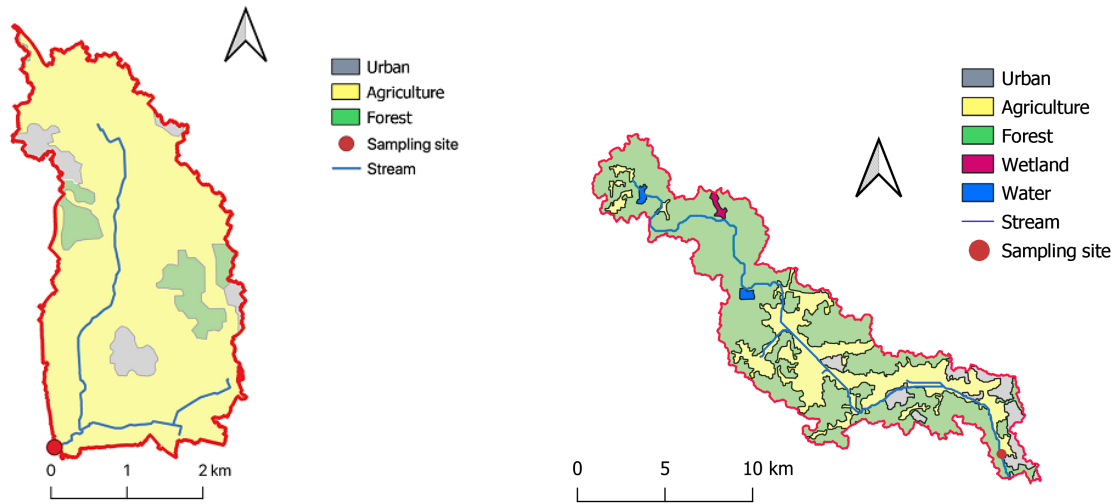 Urban
Agriculture
Forest
Sampling site
Stream
0 1 2 km
Urban
Agriculture
Forest
Wetland
Water
Stream
Sampling site
0 5 10 km